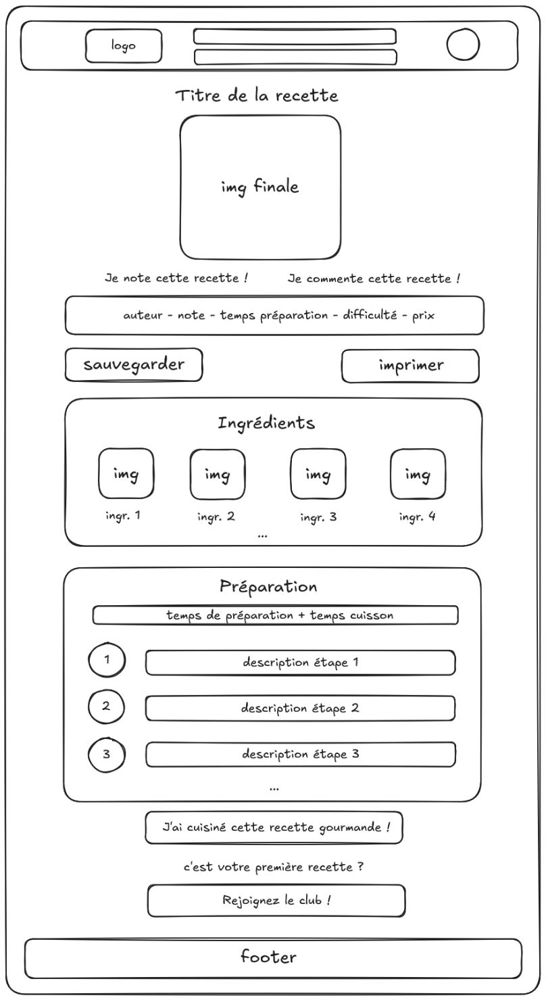 logo
Titre de la recette
img finale
Je note cette recette ! Je commente cette recette !
auteur - note - temps préparation - difficulté - prix
sauvegarder imprimer
Ingrédients
img img img img
ingr. 1 ingr. 2 ingr. 3 ingr. 4
...
Préparation
temps de préparation + temps cuisson
1 description étape 1
2 description étape 2
3 description étape 3
...
J'ai cuisiné cette recette gourmande !
c'est votre première recette ?
Rejoignez le club !
footer